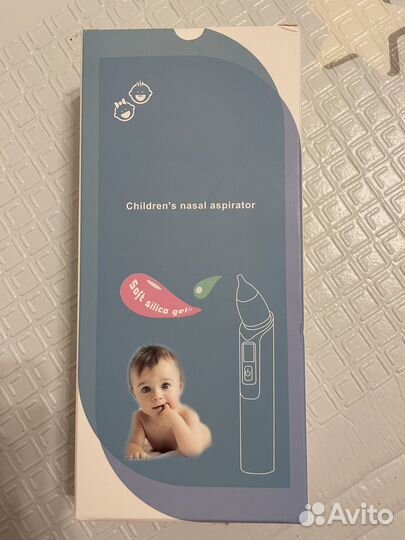 Children's nasal aspirator
Soft silica gel!
Avito